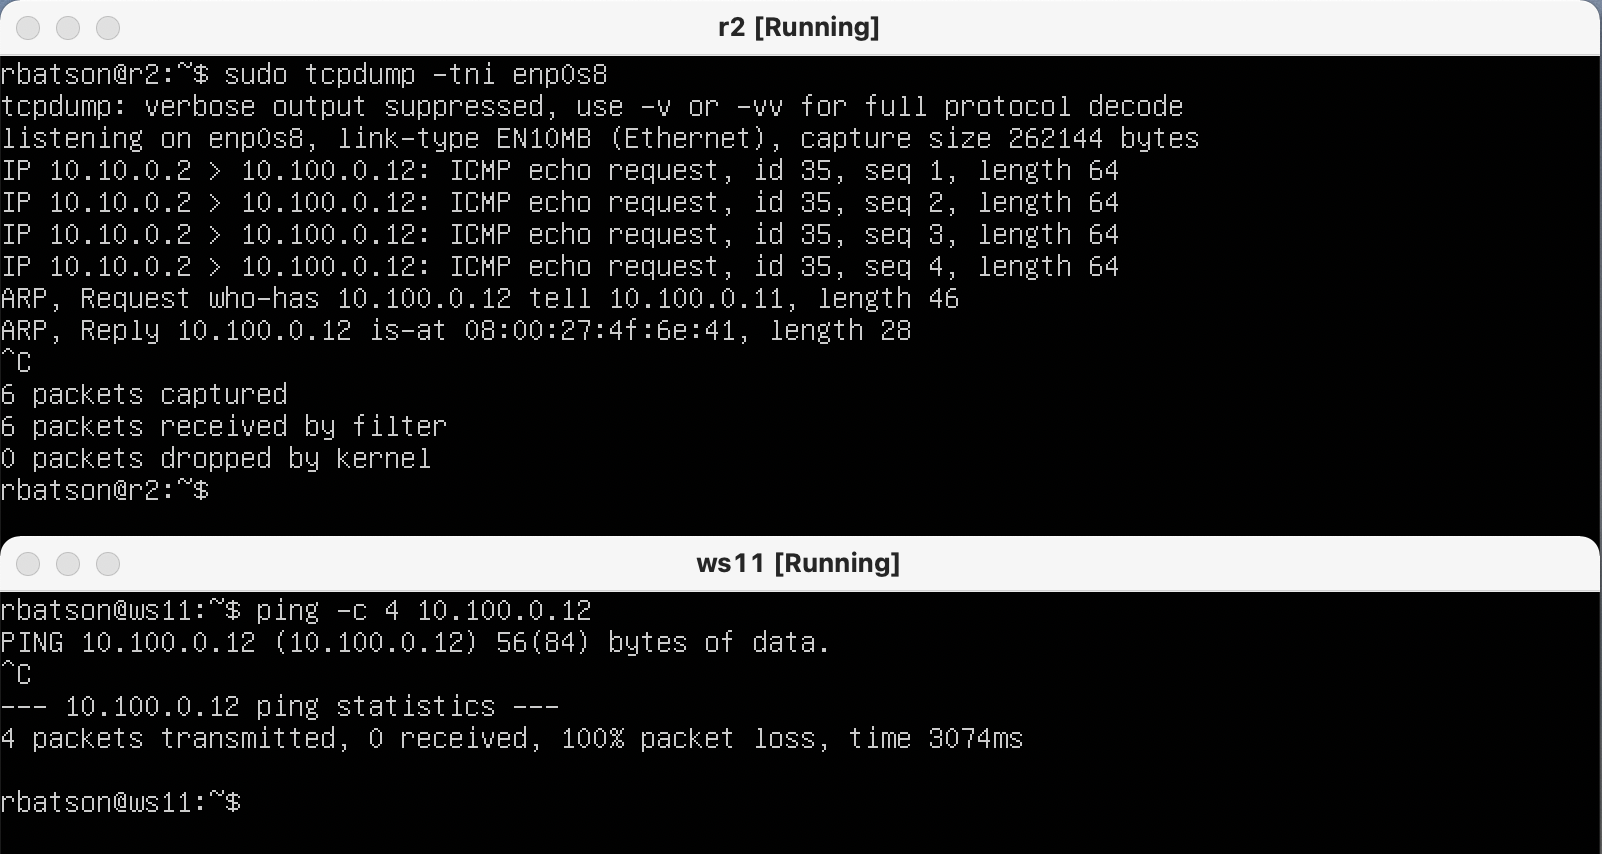 r2 [Running]
rbatson@r2:~$ sudo tcpdump -tni enp0s8
tcpdump: verbose output suppressed, use -v or -vv for full protocol decode
listening on enp0s8, link-type EN10MB (Ethernet), capture size 262144 bytes
IP 10.10.0.2 > 10.100.0.12: ICMP echo request, id 35, seq 1, length 64
IP 10.10.0.2 > 10.100.0.12: ICMP echo request, id 35, seq 2, length 64
IP 10.10.0.2 > 10.100.0.12: ICMP echo request, id 35, seq 3, length 64
IP 10.10.0.2 > 10.100.0.12: ICMP echo request, id 35, seq 4, length 64
ARP, Request who-has 10.100.0.12 tell 10.100.0.11, length 46
ARP, Reply 10.100.0.12 is-at 08:00:27:4f:6e:41, length 28
^C
6 packets captured
6 packets received by filter
0 packets dropped by kernel
rbatson@r2:~$
ws11 [Running]
rbatson@ws11:~$ ping -c 4 10.100.0.12
PING 10.100.0.12 (10.100.0.12) 56(84) bytes of data.
^C
--- 10.100.0.12 ping statistics ---
4 packets transmitted, 0 received, 100% packet loss, time 3074ms
rbatson@ws11:~$